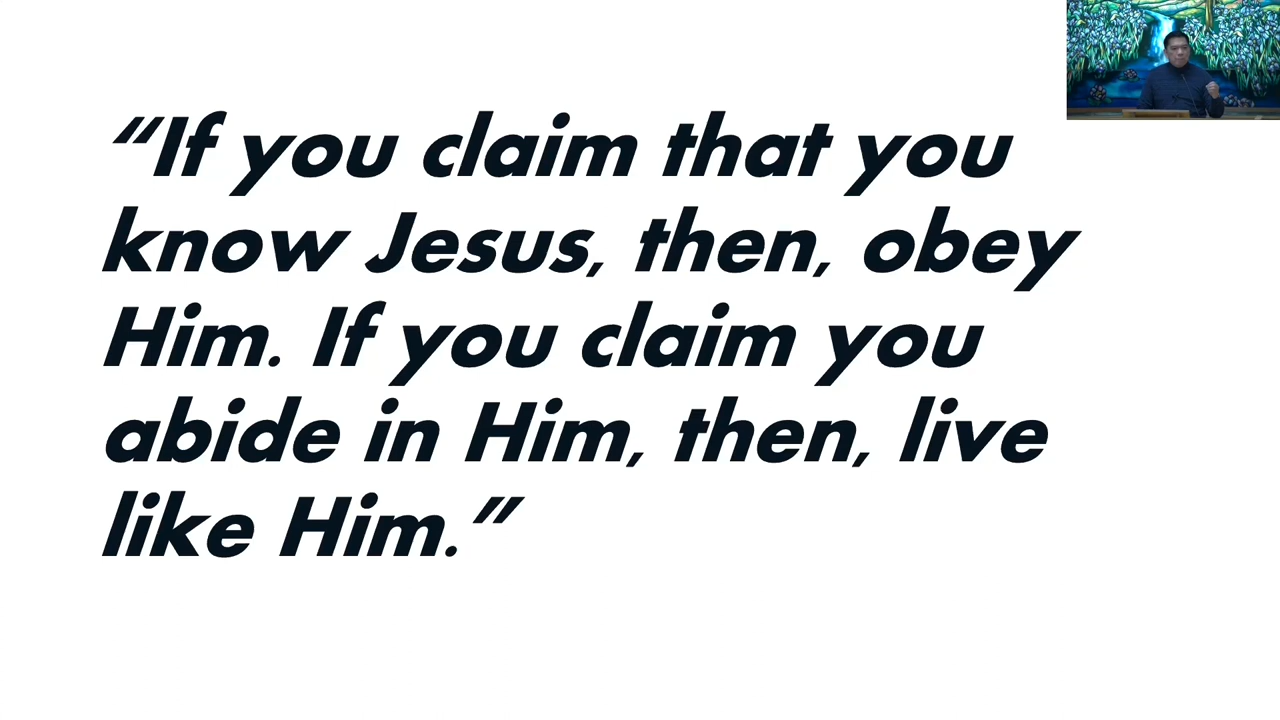 “If you claim that you
know Jesus, then, obey
Him. If you claim you
abide in Him, then, live
like Him.”